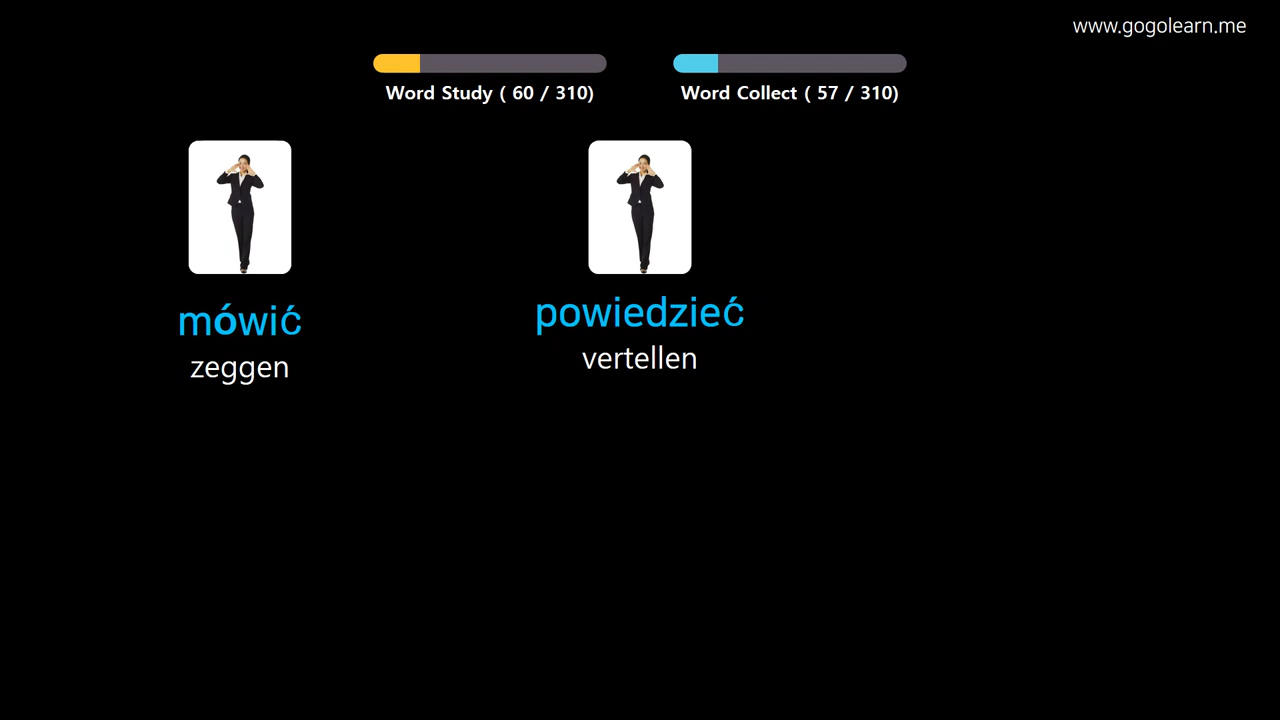 www.gogolearn.me
Word Study ( 60 / 310)
Word Collect ( 57 / 310)
mówić
zeggen
powiedzieć
vertellen